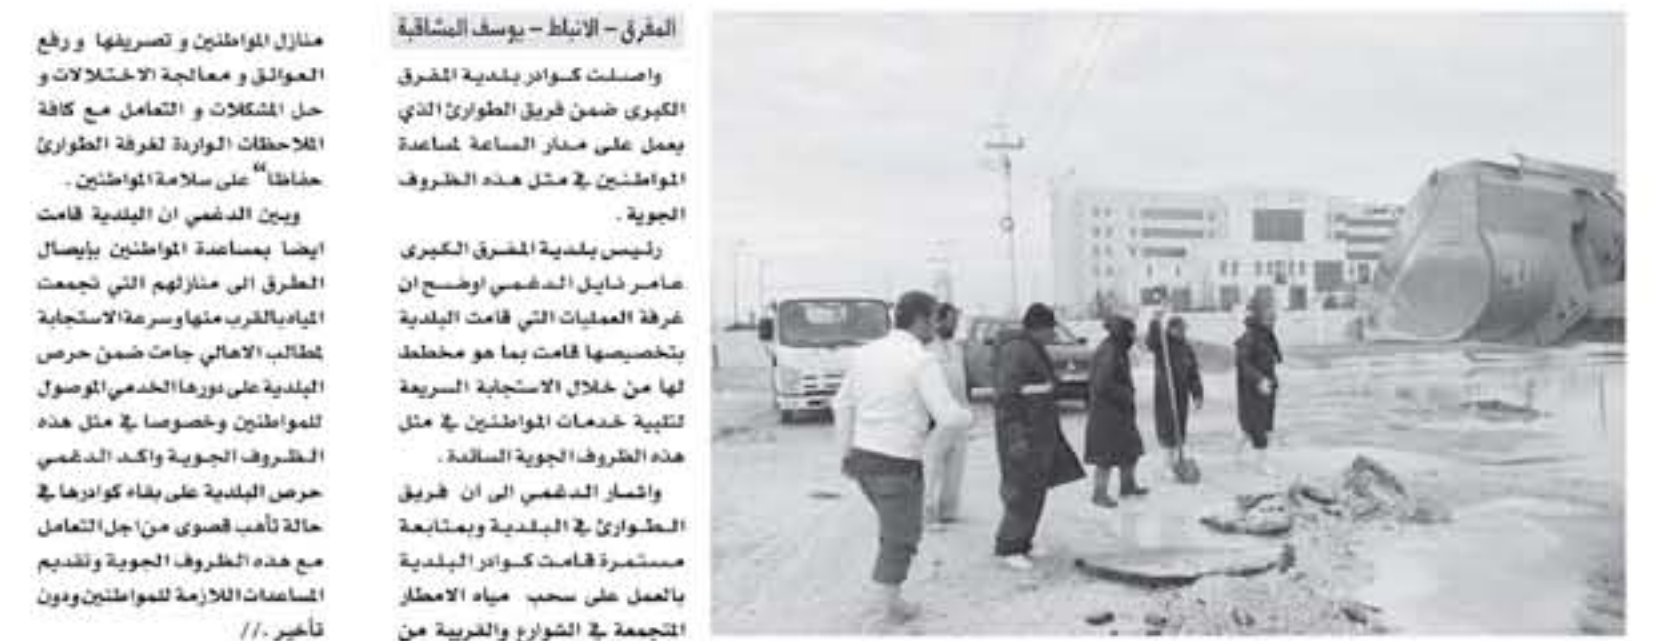 المفرق – الانباط – يوسف المشاقبة
واصلت كوادر بلدية المفرق
الكبرى ضمن فريق الطوارئ الذي
يعمل على مدار الساعة لمساعدة
المواطنين في مثل هذه الظروف
الجوية .
رئيس بلدية المفرق الكبرى
عامر نايل الدغمي اوضح ان
غرفة العمليات التي قامت البلدية
بتخصيصها قامت بما هو مخطط
لها من خلال الاستجابة السريعة
لتلبية خدمات المواطنين في مثل
هذه الظروف الجوية السائدة .
واشار الدغمي الى ان فريق
الطوارئ في البلدية وبمتابعة
مستمرة قامت كوادر البلدية
بالعمل على سحب مياه الامطار
المتجمعة في الشوارع والقريبة من
منازل المواطنين و تصريفها و رفع
العوائق و معالجة الاختلالات و
حل المشكلات و التعامل مع كافة
الملاحظات الواردة لغرفة الطوارئ
حفاظا" على سلامة المواطنين .
وبين الدغمي ان البلدية قامت
ايضا بمساعدة المواطنين بإيصال
الطرق الى منازلهم التي تجمعت
المياه بالقرب منها وسرعة الاستجابة
لمطالب الاهالي جاءت ضمن حرص
البلدية على دورها الخدمي الموصول
للمواطنين وخصوصا في مثل هذه
الظروف الجوية واكد الدغمي
حرص البلدية على بقاء كوادرها في
حالة تأهب قصوى من اجل التعامل
مع هذه الظروف الجوية وتقديم
المساعدات اللازمة للمواطنين ودون
تأخير .//